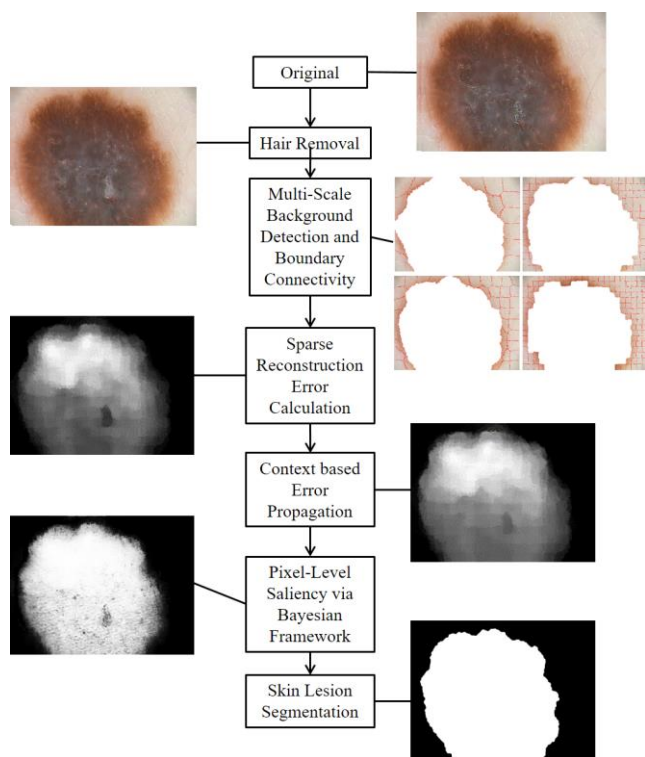 Original
Hair Removal
Multi-Scale
Background
Detection and
Boundary
Connectivity
Sparse
Reconstruction
Error
Calculation
Context based
Error
Propagation
Pixel-Level
Saliency via
Bayesian
Framework
Skin Lesion
Segmentation